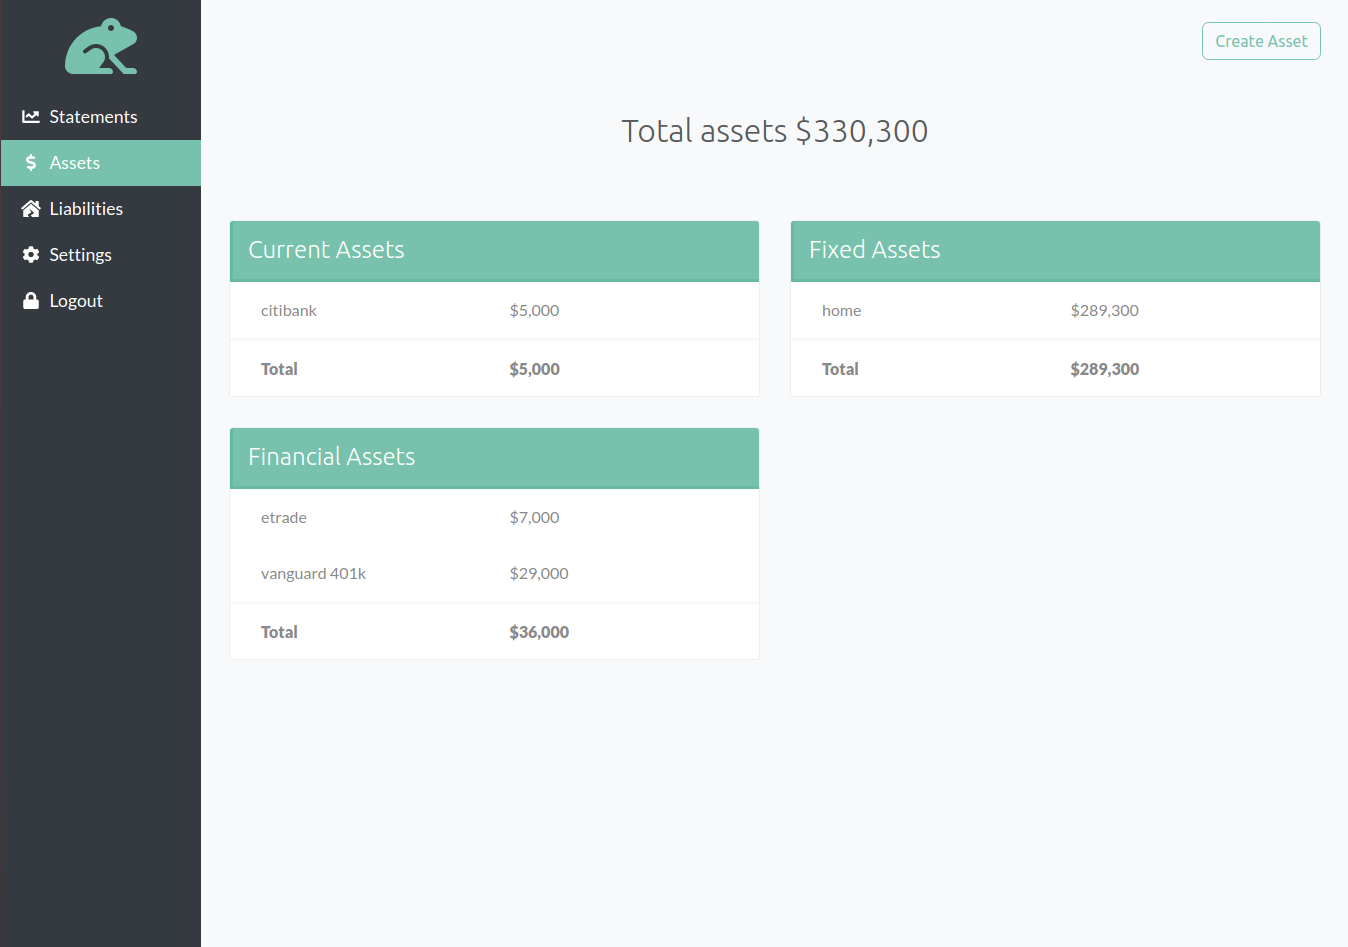 Statements
Assets
Liabilities
Settings
Logout
Create Asset
Total assets $330,300
Current Assets
citibank $5,000
Total $5,000
Fixed Assets
home $289,300
Total $289,300
Financial Assets
etrade $7,000
vanguard 401k $29,000
Total $36,000